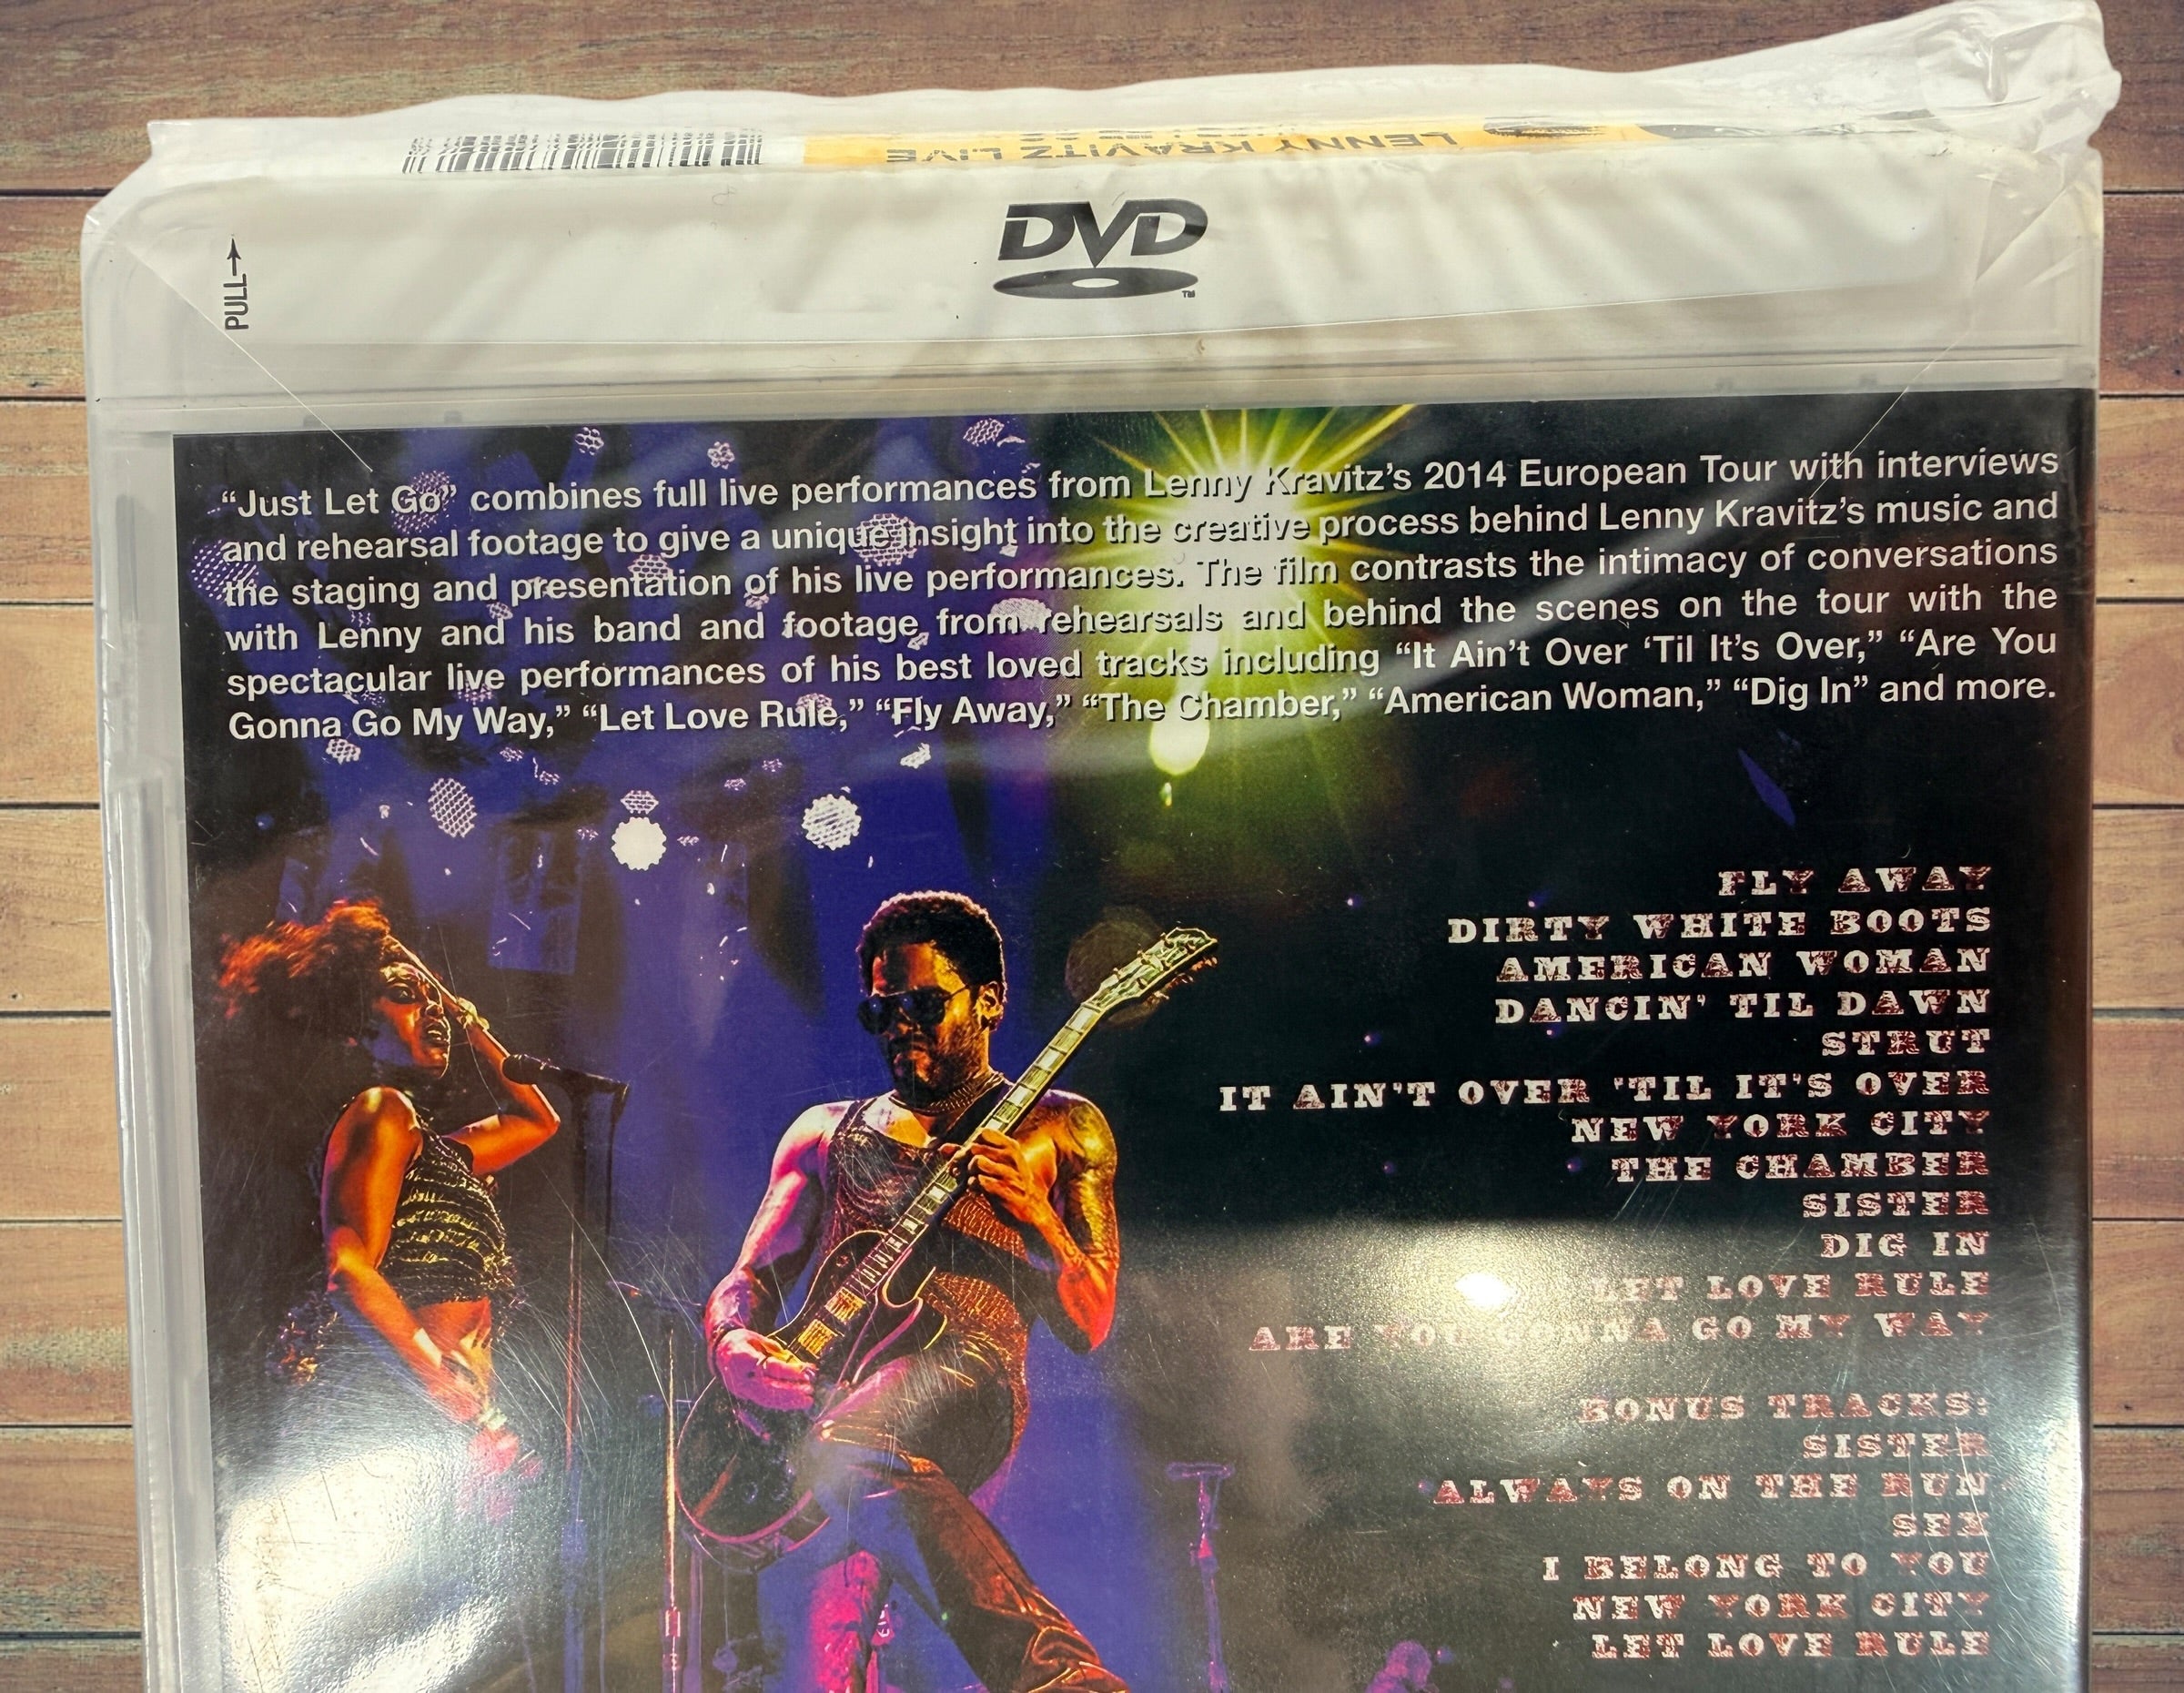 LENNY KRAVITZ LIVE
DVD
TM
PULL→
“Just Let Go” combines full live performances from Lenny Kravitz’s 2014 European Tour with interviews
and rehearsal footage to give a unique insight into the creative process behind Lenny Kravitz’s music and
the staging and presentation of his live performances. The film contrasts the intimacy of conversations
with Lenny and his band and footage from rehearsals and behind the scenes on the tour with the
spectacular live performances of his best loved tracks including “It Ain’t Over ‘Til It’s Over,” “Are You
Gonna Go My Way,” “Let Love Rule,” “Fly Away,” “The Chamber,” “American Woman,” “Dig In” and more.
FLY AWAY
DIRTY WHITE BOOTS
AMERICAN WOMAN
DANCIN' TIL DAWN
STRUT
IT AIN'T OVER 'TIL IT'S OVER
NEW YORK CITY
THE CHAMBER
SISTER
DIG IN
LET LOVE RULE
ARE YOU GONNA GO MY WAY
BONUS TRACKS:
SISTER
ALWAYS ON THE RUN
SEX
I BELONG TO YOU
NEW YORK CITY
LET LOVE RULE